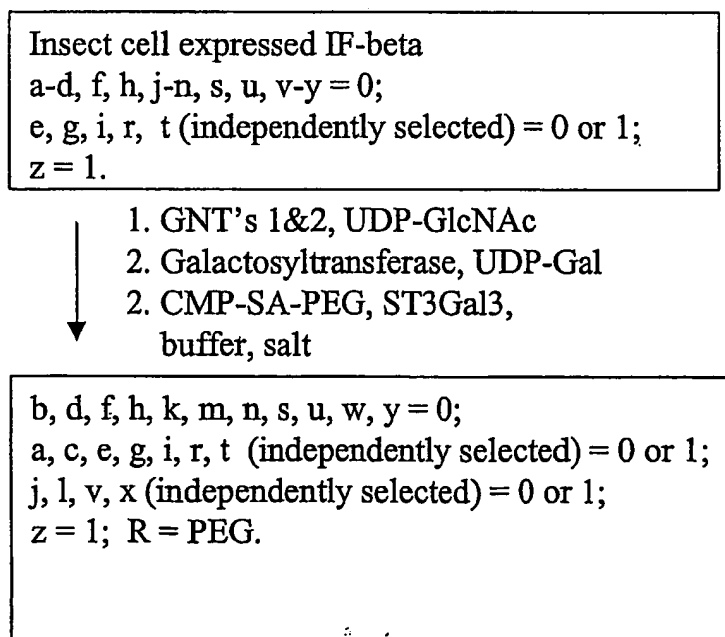 Insect cell expressed IF-beta
a-d, f, h, j-n, s, u, v-y = 0;
e, g, i, r, t (independently selected) = 0 or 1;
z = 1.
1. GNT's 1&2, UDP-GlcNAc
2. Galactosyltransferase, UDP-Gal
2. CMP-SA-PEG, ST3Gal3,
buffer, salt
b, d, f, h, k, m, n, s, u, w, y = 0;
a, c, e, g, i, r, t (independently selected) = 0 or 1;
j, l, v, x (independently selected) = 0 or 1;
z = 1; R = PEG.